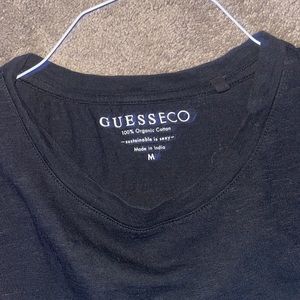 GUESSECO
100% Organic Cotton
~sustainable is sexy~
Made in India
M